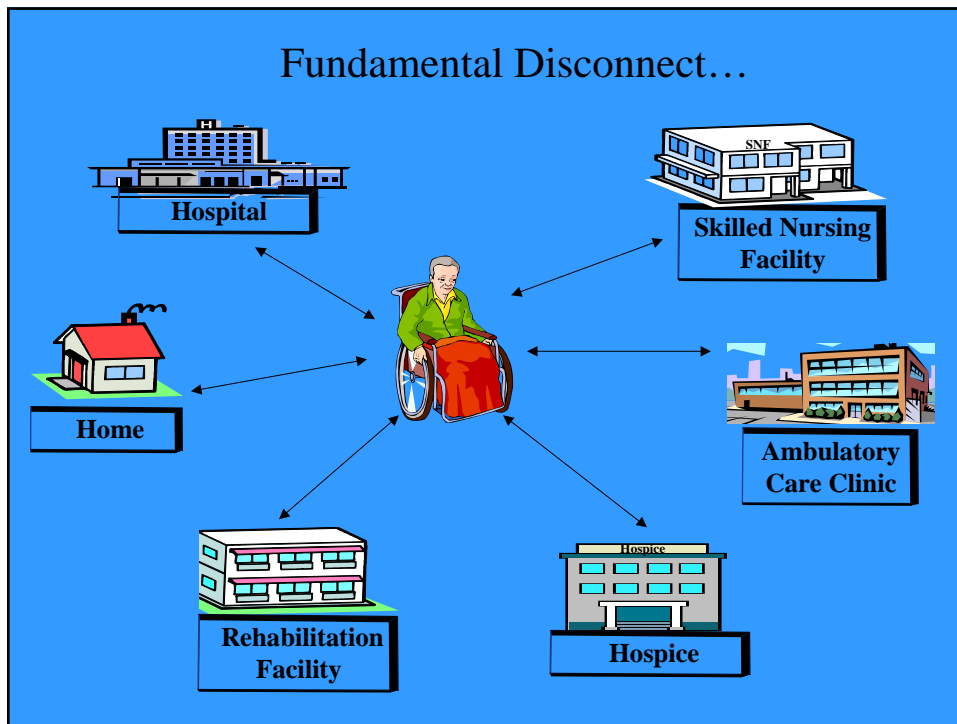 Fundamental Disconnect…
H
Hospital
SNF
Skilled Nursing
Facility
Home
Ambulatory
Care Clinic
Rehabilitation
Facility
Hospice
Hospice